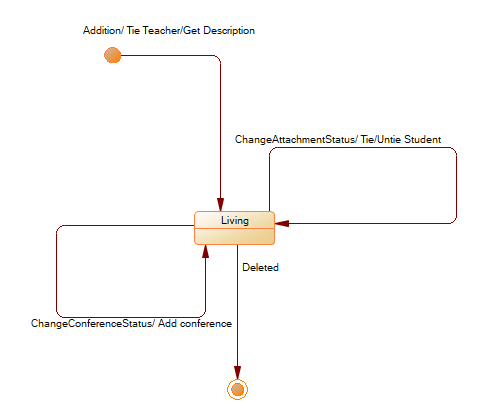 Addition/ Tie Teacher/Get Description
ChangeAttachmentStatus/ Tie/Untie Student
Living
Deleted
ChangeConferenceStatus/ Add conference